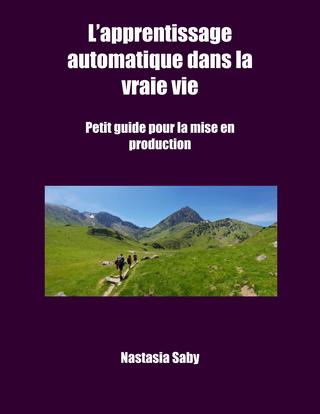 L’apprentissage
automatique dans la
vraie vie
Petit guide pour la mise en
production
Nastasia Saby